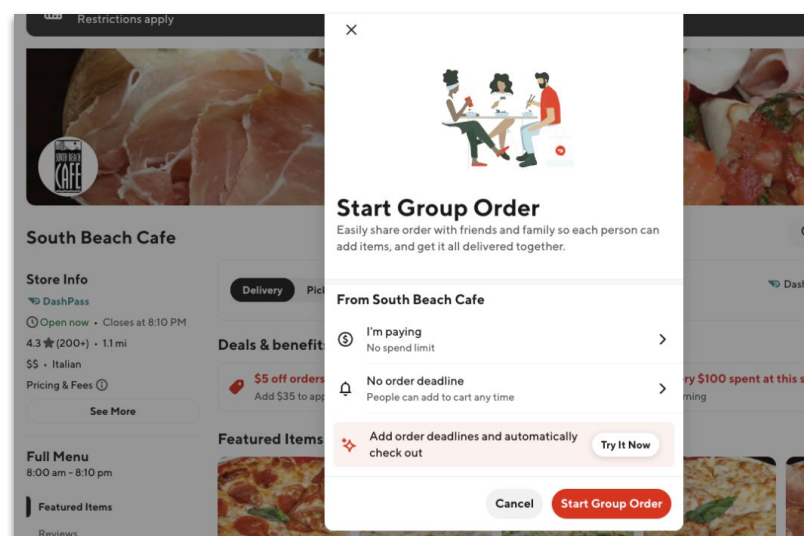 Restrictions apply
SOUTH BEACH
CAFE
South Beach Cafe
Store Info
DashPass
Open now • Closes at 8:10 PM
4.3 ★ (200+) • 1.1 mi
$$ • Italian
Pricing & Fees
See More
Full Menu
8:00 am - 8:10 pm
Featured Items
Reviews
Delivery
Deals & benefit
$5 off orders
Add $35 to
Featured Items
Start Group Order
Easily share order with friends and family so each person can
add items, and get it all delivered together.
From South Beach Cafe
I'm paying
No spend limit
No order deadline
People can add to cart any time
Add order deadlines and automatically
check out
Try It Now
Cancel
Start Group Order
$100 spent at this